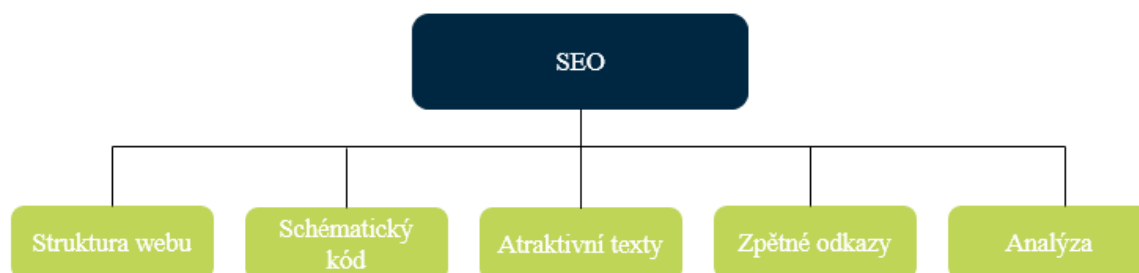 SEO
Struktura webu
Schématický
kód
Atraktivní texty
Zpětné odkazy
Analýza